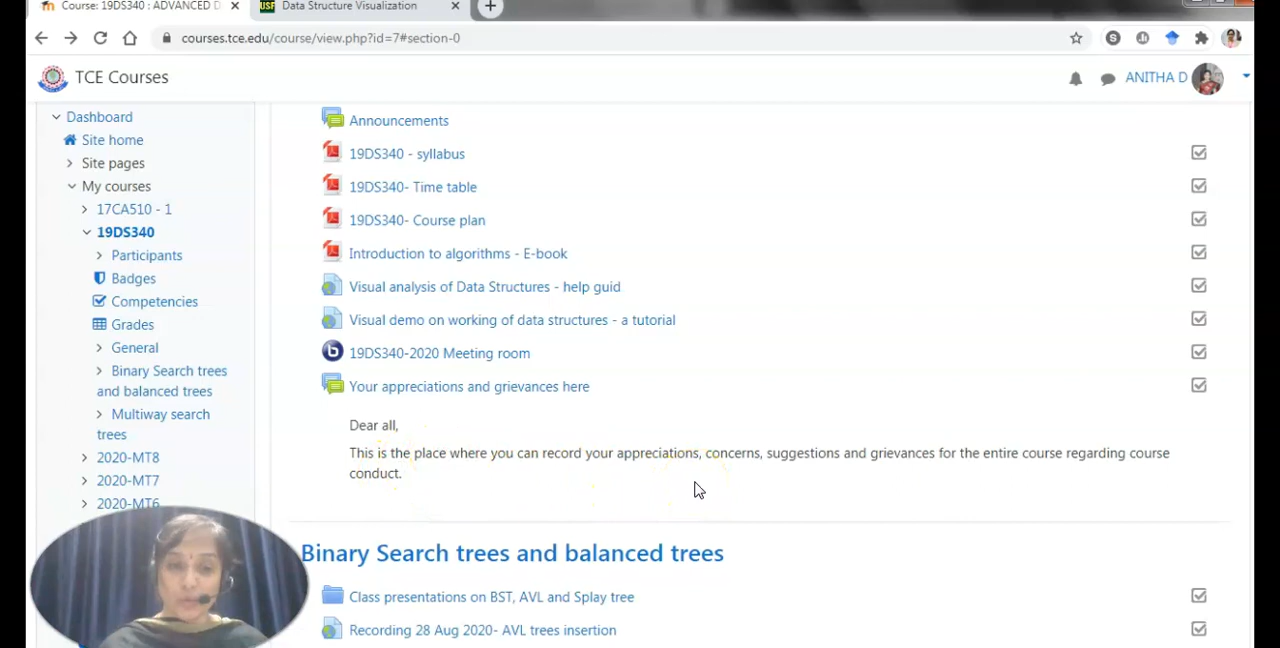 Course: 19DS340 : ADVANCED D
USF
Data Structure Visualization
courses.tce.edu/course/view.php?id=7#section-0
S
TCE Courses
ANITHA D
Dashboard
Site home
Site pages
My courses
17CA510 - 1
19DS340
Participants
Badges
Competencies
Grades
General
Binary Search trees
and balanced trees
Multiway search
trees
2020-MT8
2020-MT7
2020-MT6
Announcements
19DS340 - syllabus
19DS340- Time table
19DS340- Course plan
Introduction to algorithms - E-book
Visual analysis of Data Structures - help guid
Visual demo on working of data structures - a tutorial
b
19DS340-2020 Meeting room
Your appreciations and grievances here
Dear all,
This is the place where you can record your appreciations, concerns, suggestions and grievances for the entire course regarding course
conduct.
Binary Search trees and balanced trees
Class presentations on BST, AVL and Splay tree
Recording 28 Aug 2020- AVL trees insertion